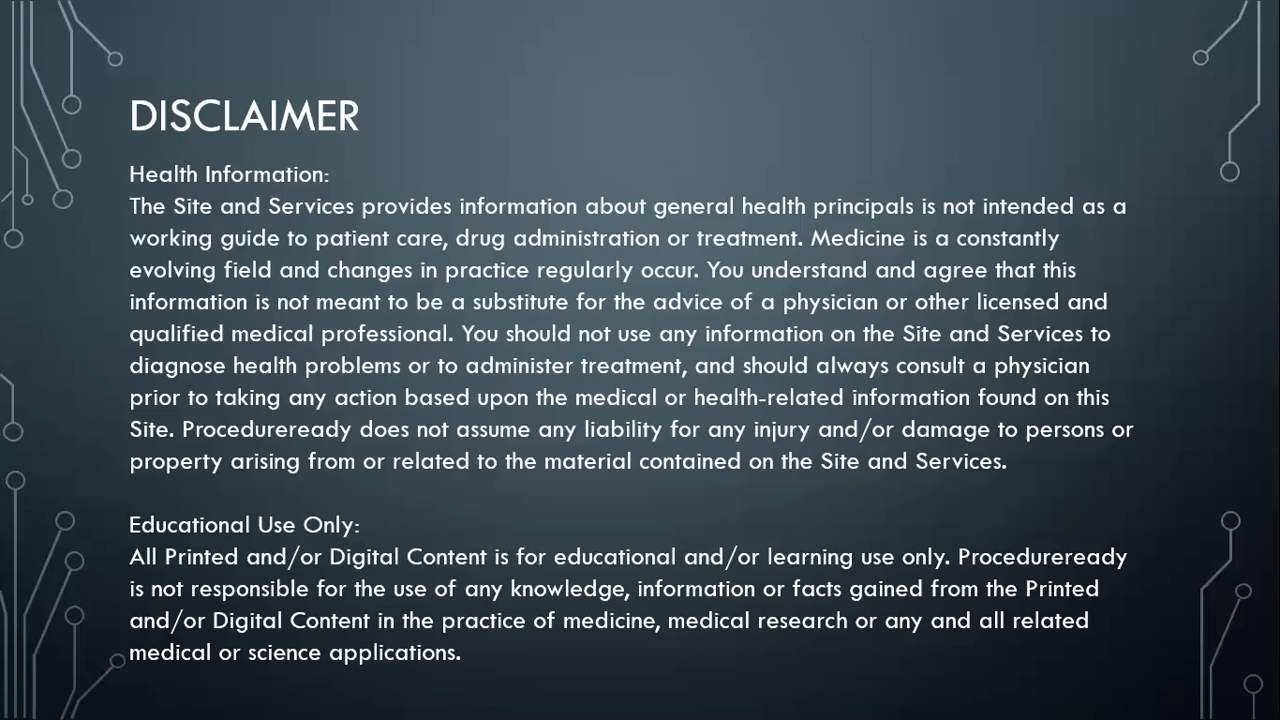 DISCLAIMER
Health Information:
The Site and Services provides information about general health principals is not intended as a
working guide to patient care, drug administration or treatment. Medicine is a constantly
evolving field and changes in practice regularly occur. You understand and agree that this
information is not meant to be a substitute for the advice of a physician or other licensed and
qualified medical professional. You should not use any information on the Site and Services to
diagnose health problems or to administer treatment, and should always consult a physician
prior to taking any action based upon the medical or health-related information found on this
Site. Procedureready does not assume any liability for any injury and/or damage to persons or
property arising from or related to the material contained on the Site and Services.
Educational Use Only:
All Printed and/or Digital Content is for educational and/or learning use only. Procedureready
is not responsible for the use of any knowledge, information or facts gained from the Printed
and/or Digital Content in the practice of medicine, medical research or any and all related
medical or science applications.